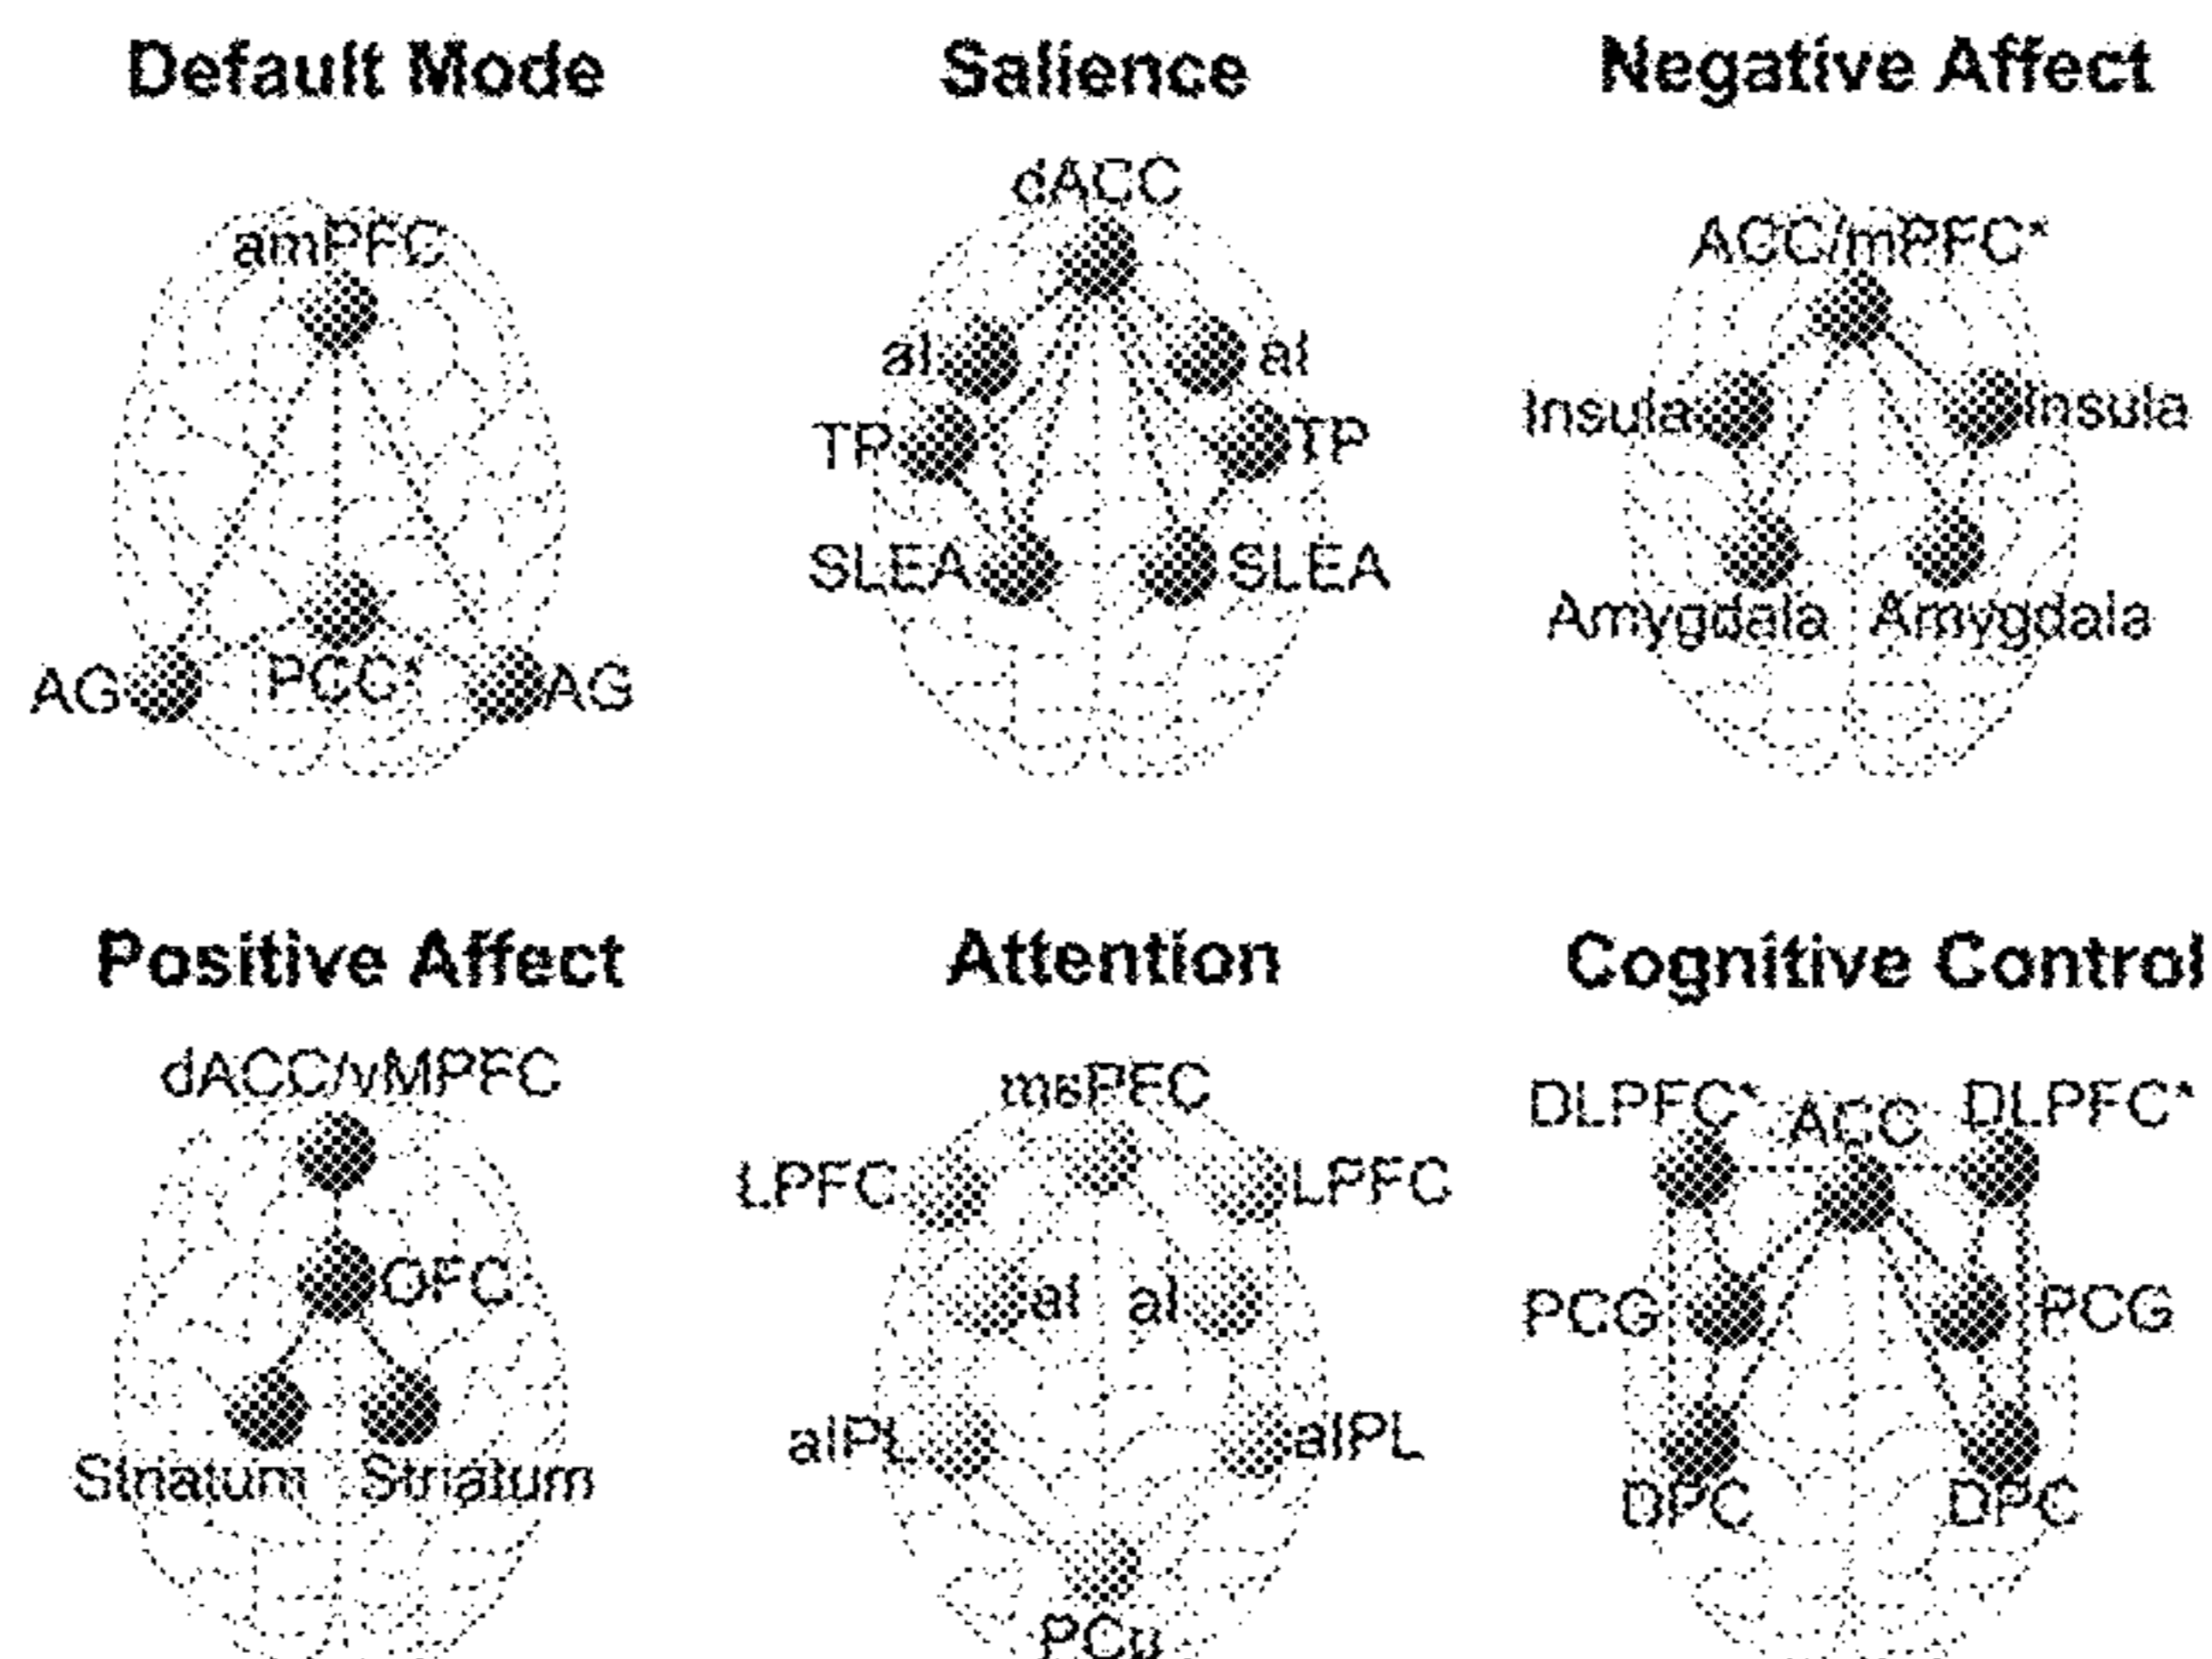 Default Mode
Salience
Negative Affect
amPFC
AG
PCC*
AG
dACC
aI
aI
TP
TP
SLEA
SLEA
ACC/mPFC*
Insula
Insula
Amygdala
Amygdala
Positive Affect
Attention
Cognitive Control
dACC/vMPFC
OFC
Striatum
Striatum
msPFC
LPFC
LPFC
aI
aI
aIPL
aIPL
PCu
DLPFC*
ACC
DLPFC*
PCG
PCG
DPC
DPC